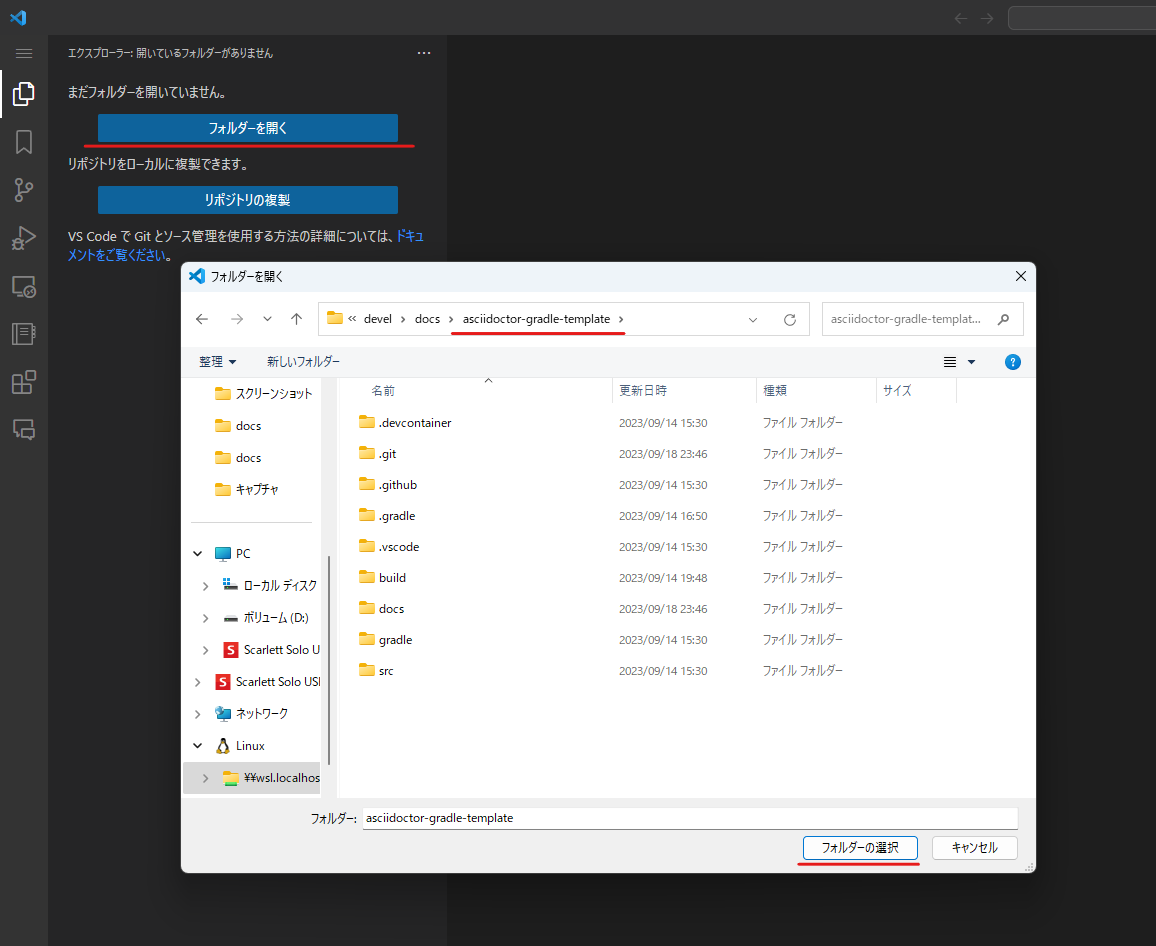 エクスプローラー: 開いているフォルダーがありません
まだフォルダーを開いていません。
フォルダーを開く
リポジトリをローカルに複製できます。
リポジトリの複製
VS Code で Git とソース管理を使用する方法の詳細については、ドキュ
メントをご覧ください。
フォルダーを開く
« devel › docs › asciidoctor-gradle-template ›
asciidoctor-gradle-templat...
整理 新しいフォルダー
スクリーンショット
docs
docs
キャプチャ
PC
ローカル ディスク
ボリューム (D:)
Scarlett Solo U
Scarlett Solo USI
ネットワーク
Linux
¥¥wsl.localhos
名前 更新日時 種類 サイズ
.devcontainer 2023/09/14 15:30 ファイル フォルダー
.git 2023/09/18 23:46 ファイル フォルダー
.github 2023/09/14 15:30 ファイル フォルダー
.gradle 2023/09/14 16:50 ファイル フォルダー
.vscode 2023/09/14 15:30 ファイル フォルダー
build 2023/09/14 19:48 ファイル フォルダー
docs 2023/09/18 23:46 ファイル フォルダー
gradle 2023/09/14 15:30 ファイル フォルダー
src 2023/09/14 15:30 ファイル フォルダー
フォルダー: asciidoctor-gradle-template
フォルダーの選択 キャンセル